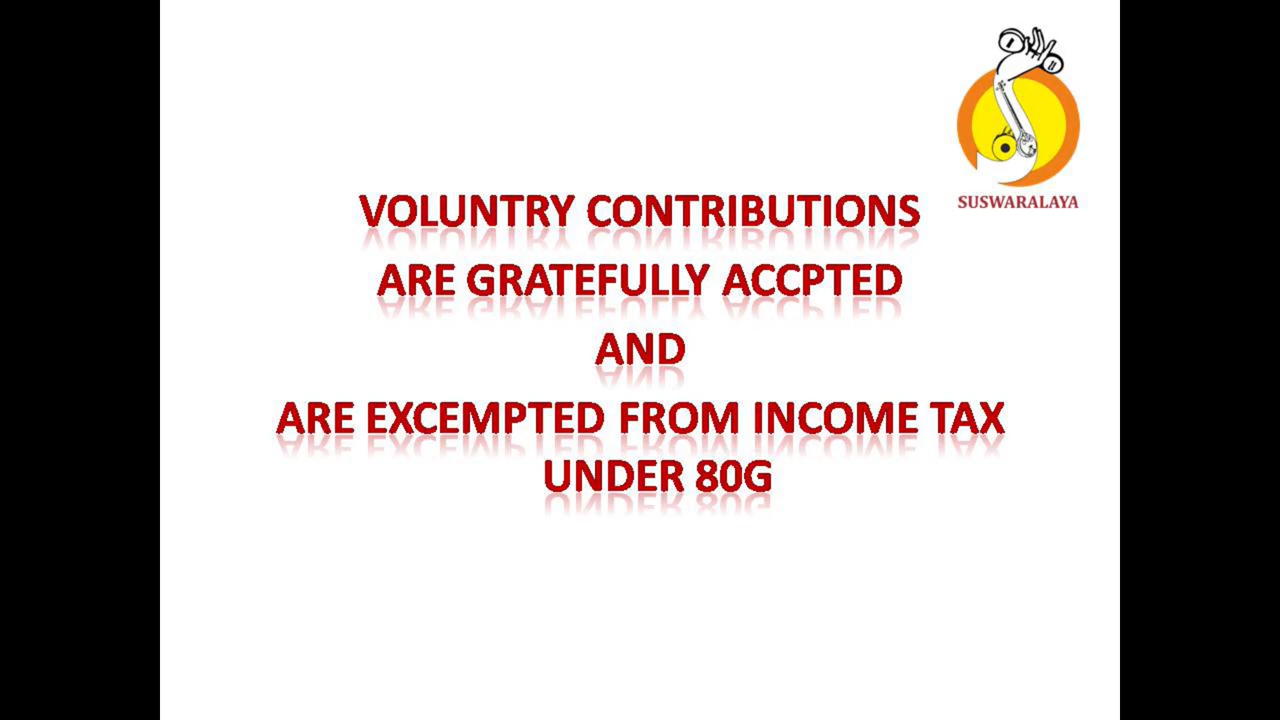 SUSWARALAYA
VOLUNTRY CONTRIBUTIONS
ARE GRATEFULLY ACCPTED
AND
ARE EXCEMPTED FROM INCOME TAX
UNDER 80G